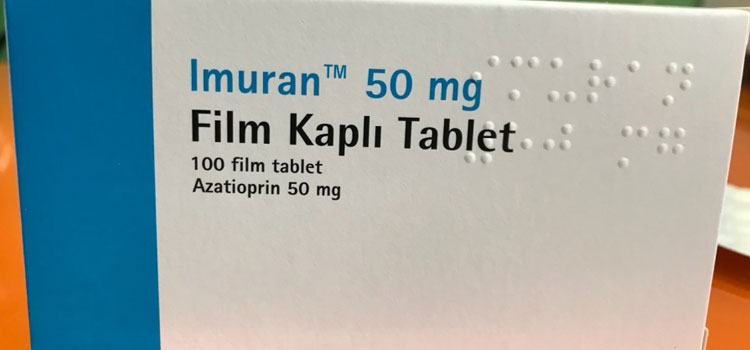 Imuran™ 50 mg
Film Kaplı Tablet
100 film tablet
Azatioprin 50 mg